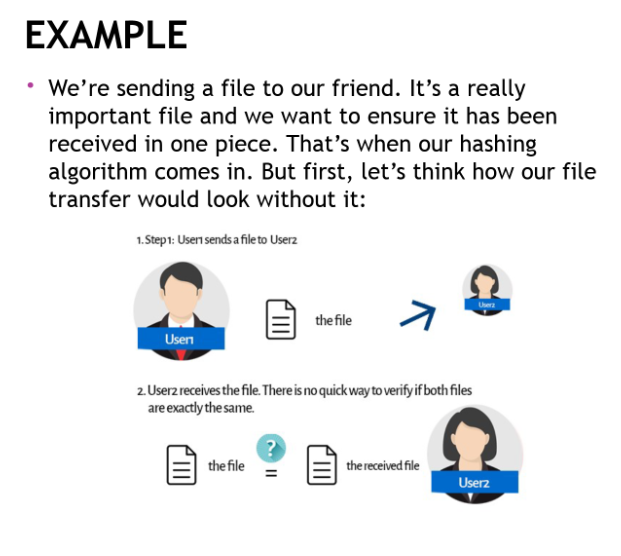 EXAMPLE
• We're sending a file to our friend. It's a really
important file and we want to ensure it has been
received in one piece. That's when our hashing
algorithm comes in. But first, let's think how our file
transfer would look without it:
1. Step 1: User1 sends a file to User2
User1
the file
User2
2. User2 receives the file. There is no quick way to verify if both files
are exactly the same.
the file
?
=
the received file
User2